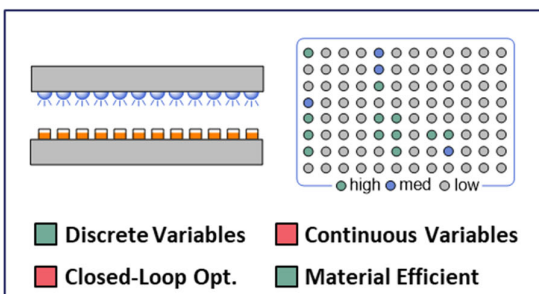 high med low
Discrete Variables
Continuous Variables
Closed-Loop Opt.
Material Efficient